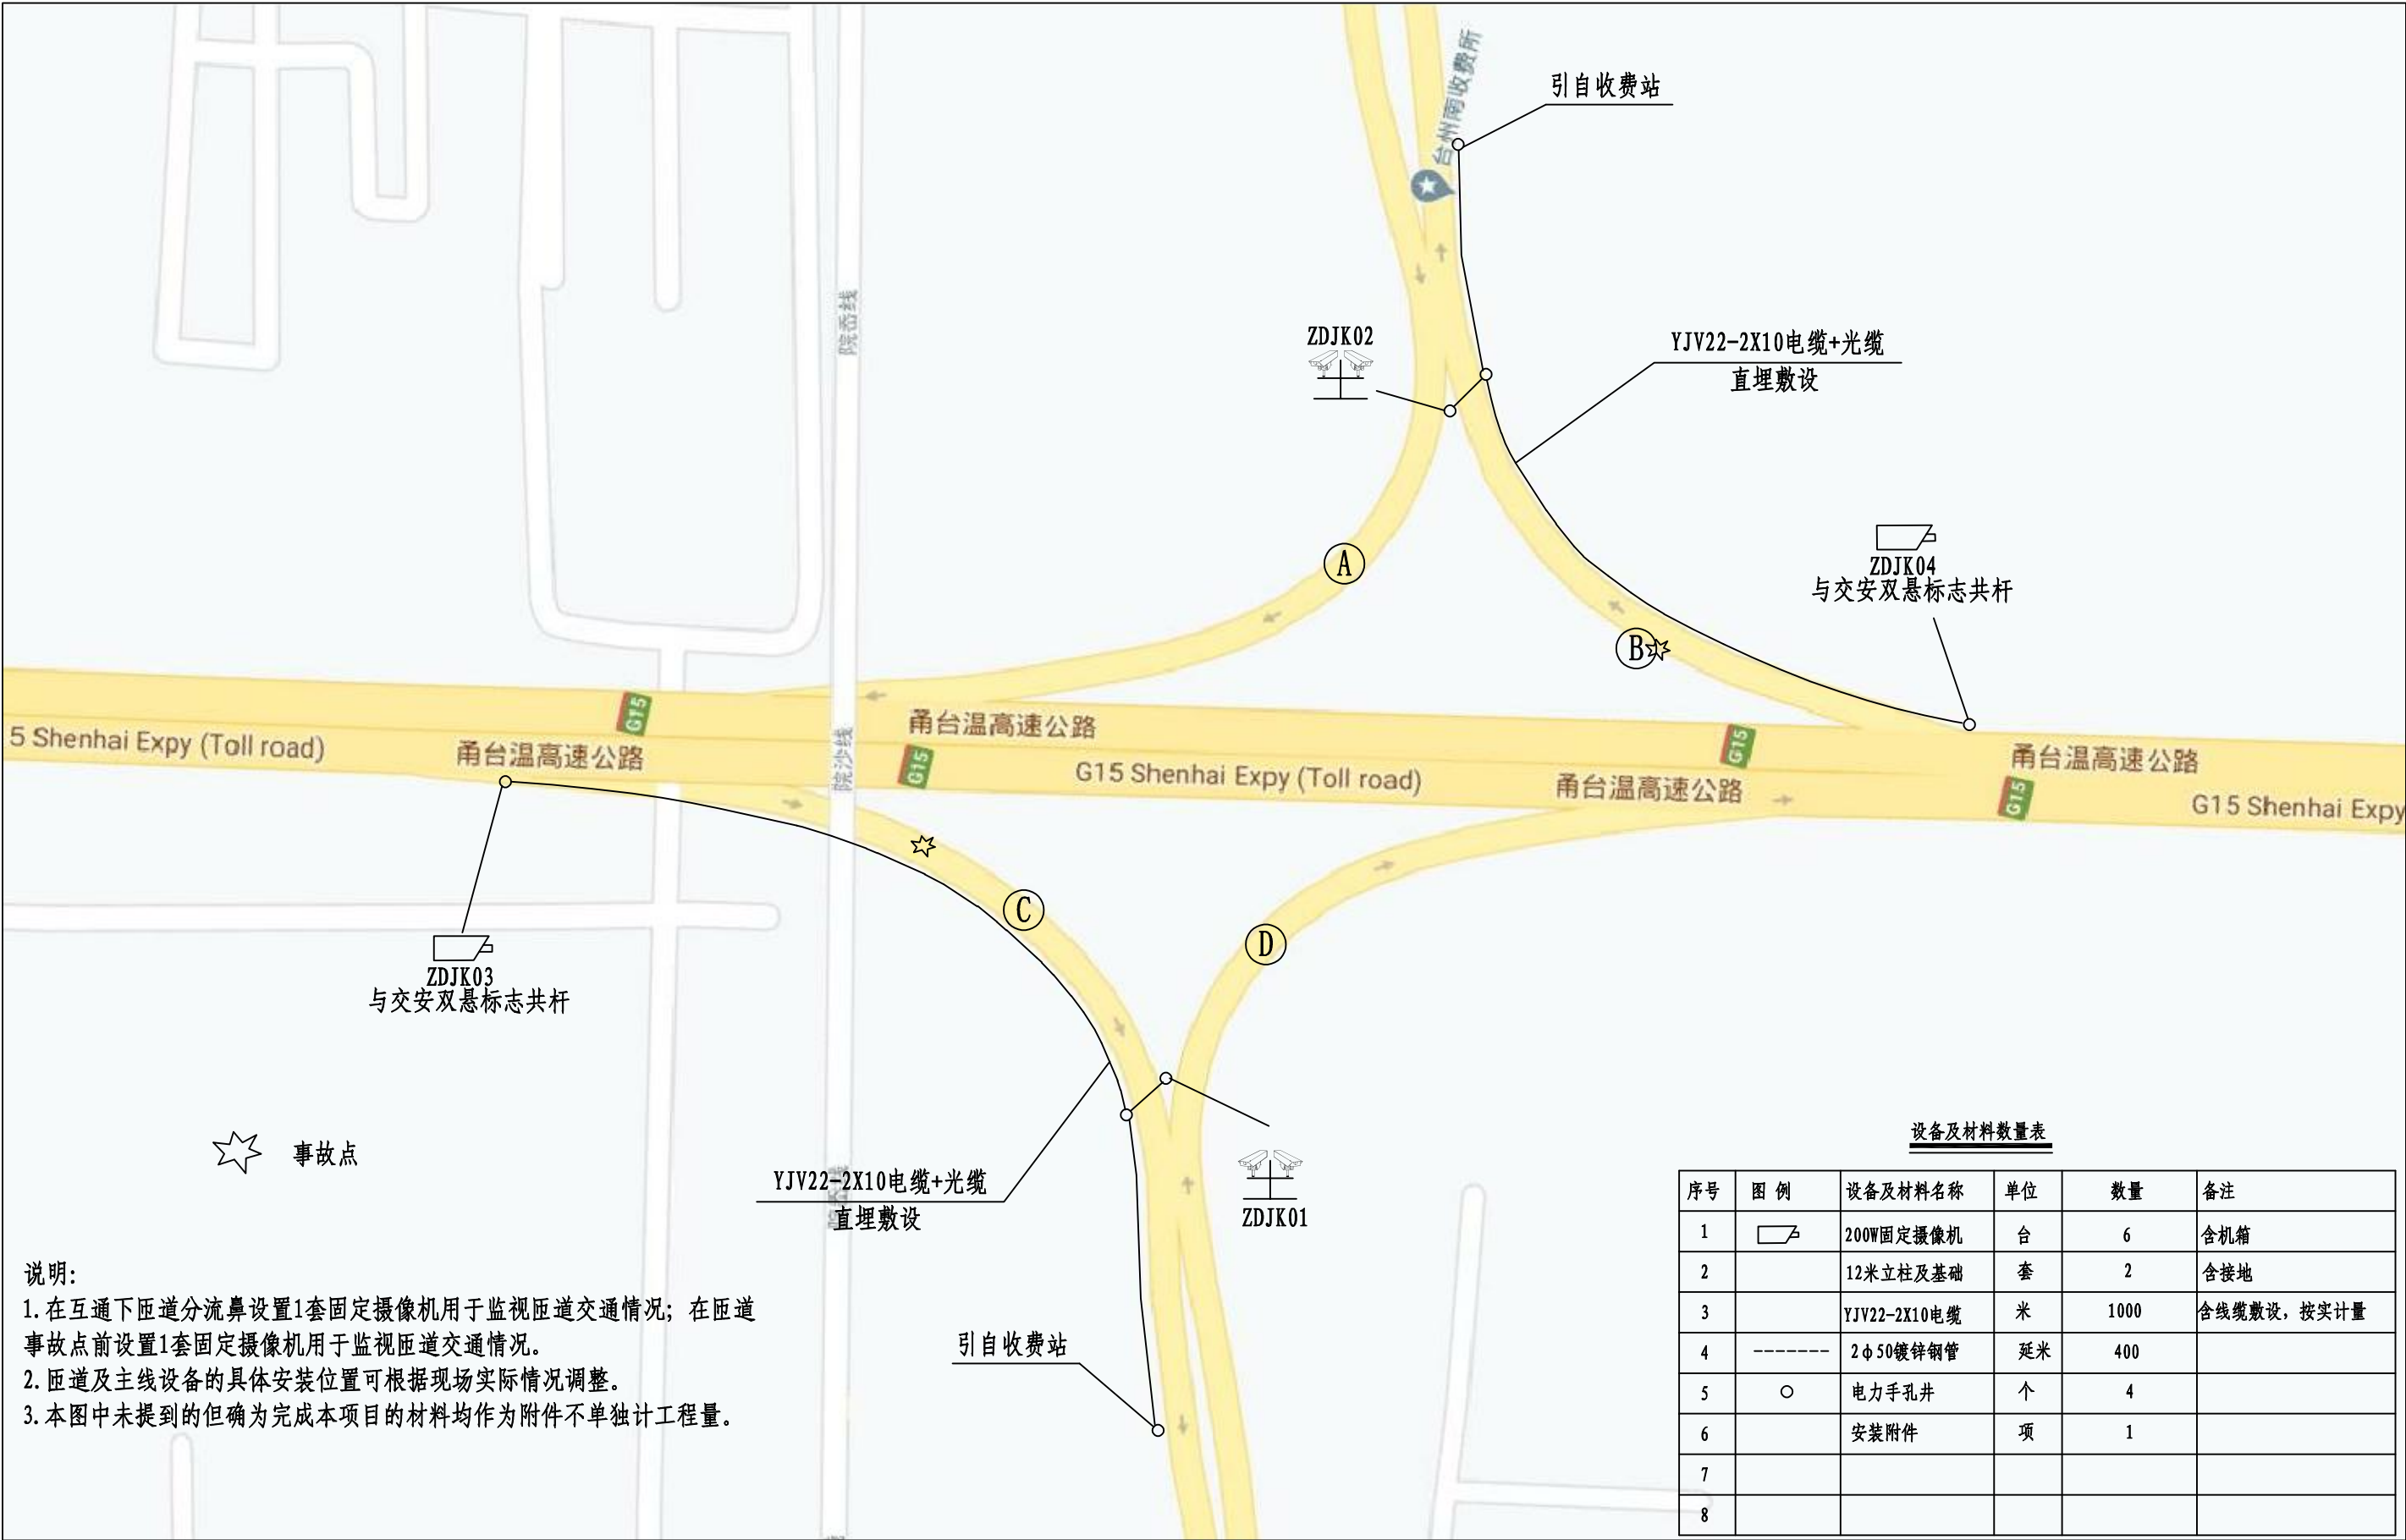 台州南收费所
引自收费站
ZDJK02
YJV22-2X10电缆+光缆
直埋敷设
院岙线
ZDJK04
与交安双悬标志共杆
A
B
G15
甬台温高速公路
5 Shenhai Expy (Toll road)
甬台温高速公路
院沙线
G15
G15 Shenhai Expy (Toll road)
G15
甬台温高速公路
甬台温高速公路
G15
G15 Shenhai Expy
C
D
ZDJK03
与交安双悬标志共杆
事故点
YJV22-2X10电缆+光缆
直埋敷设
ZDJK01
引自收费站
说明:
1.在互通下匝道分流鼻设置1套固定摄像机用于监视匝道交通情况；在匝道
事故点前设置1套固定摄像机用于监视匝道交通情况。
2.匝道及主线设备的具体安装位置可根据现场实际情况调整。
3.本图中未提到的但确为完成本项目的材料均作为附件不单独计工程量。
设备及材料数量表
序号 图 例 设备及材料名称 单位 数量 备注
1 200W固定摄像机 台 6 含机箱
2 12米立柱及基础 套 2 含接地
3 YJV22-2X10电缆 米 1000 含线缆敷设，按实计量
4 2φ50镀锌钢管 延米 400
5 电力手孔井 个 4
6 安装附件 项 1
7
8